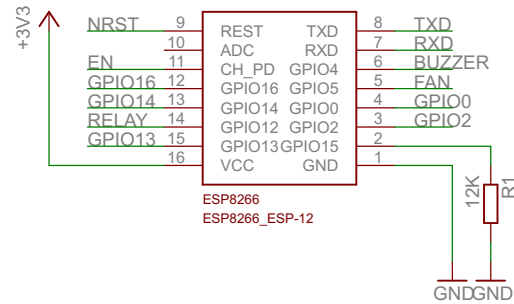 +3V3
NRST 9 REST TXD 8 TXD
10 ADC RXD 7 RXD
EN 11 CH_PD GPIO4 6 BUZZER
GPIO16 12 GPIO16 GPIO5 5 FAN
GPIO14 13 GPIO14 GPIO0 4 GPIO0
RELAY 14 GPIO12 GPIO2 3 GPIO2
GPIO13 15 GPIO13 GPIO15 2
16 VCC GND 1
ESP8266
ESP8266_ESP-12
12K
R1
GND GND